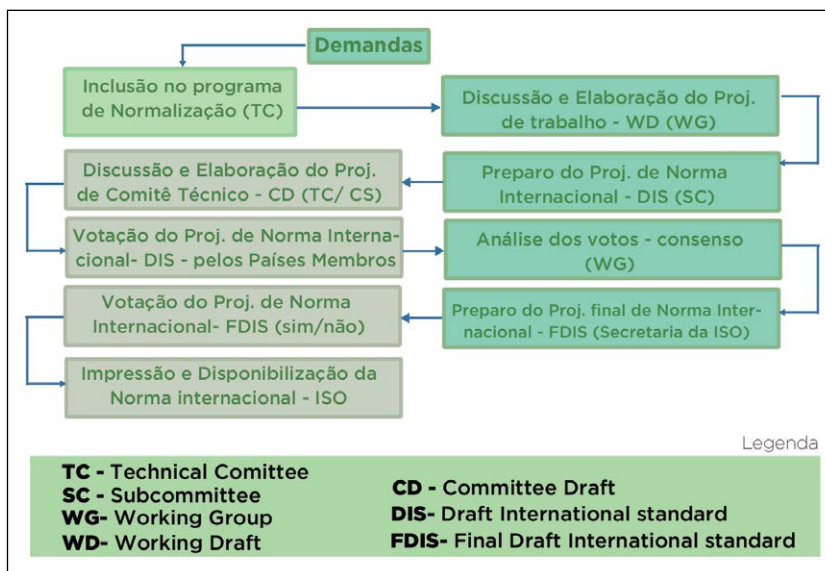 Demandas
Inclusão no programa
de Normalização (TC)
Discussão e Elaboração do Proj.
de trabalho - WD (WG)
Discussão e Elaboração do Proj.
de Comitê Técnico - CD (TC/ CS)
Preparo do Proj. de Norma
Internacional - DIS (SC)
Votação do Proj. de Norma Interna-
cional- DIS - pelos Países Membros
Análise dos votos - consenso
(WG)
Votação do Proj. de Norma
Internacional- FDIS (sim/não)
Preparo do Proj. final de Norma Inter-
nacional - FDIS (Secretaria da ISO)
Impressão e Disponibilização da
Norma internacional - ISO
Legenda
TC - Technical Comittee
SC - Subcommittee
WG- Working Group
WD- Working Draft
CD - Committee Draft
DIS- Draft International standard
FDIS- Final Draft International standard